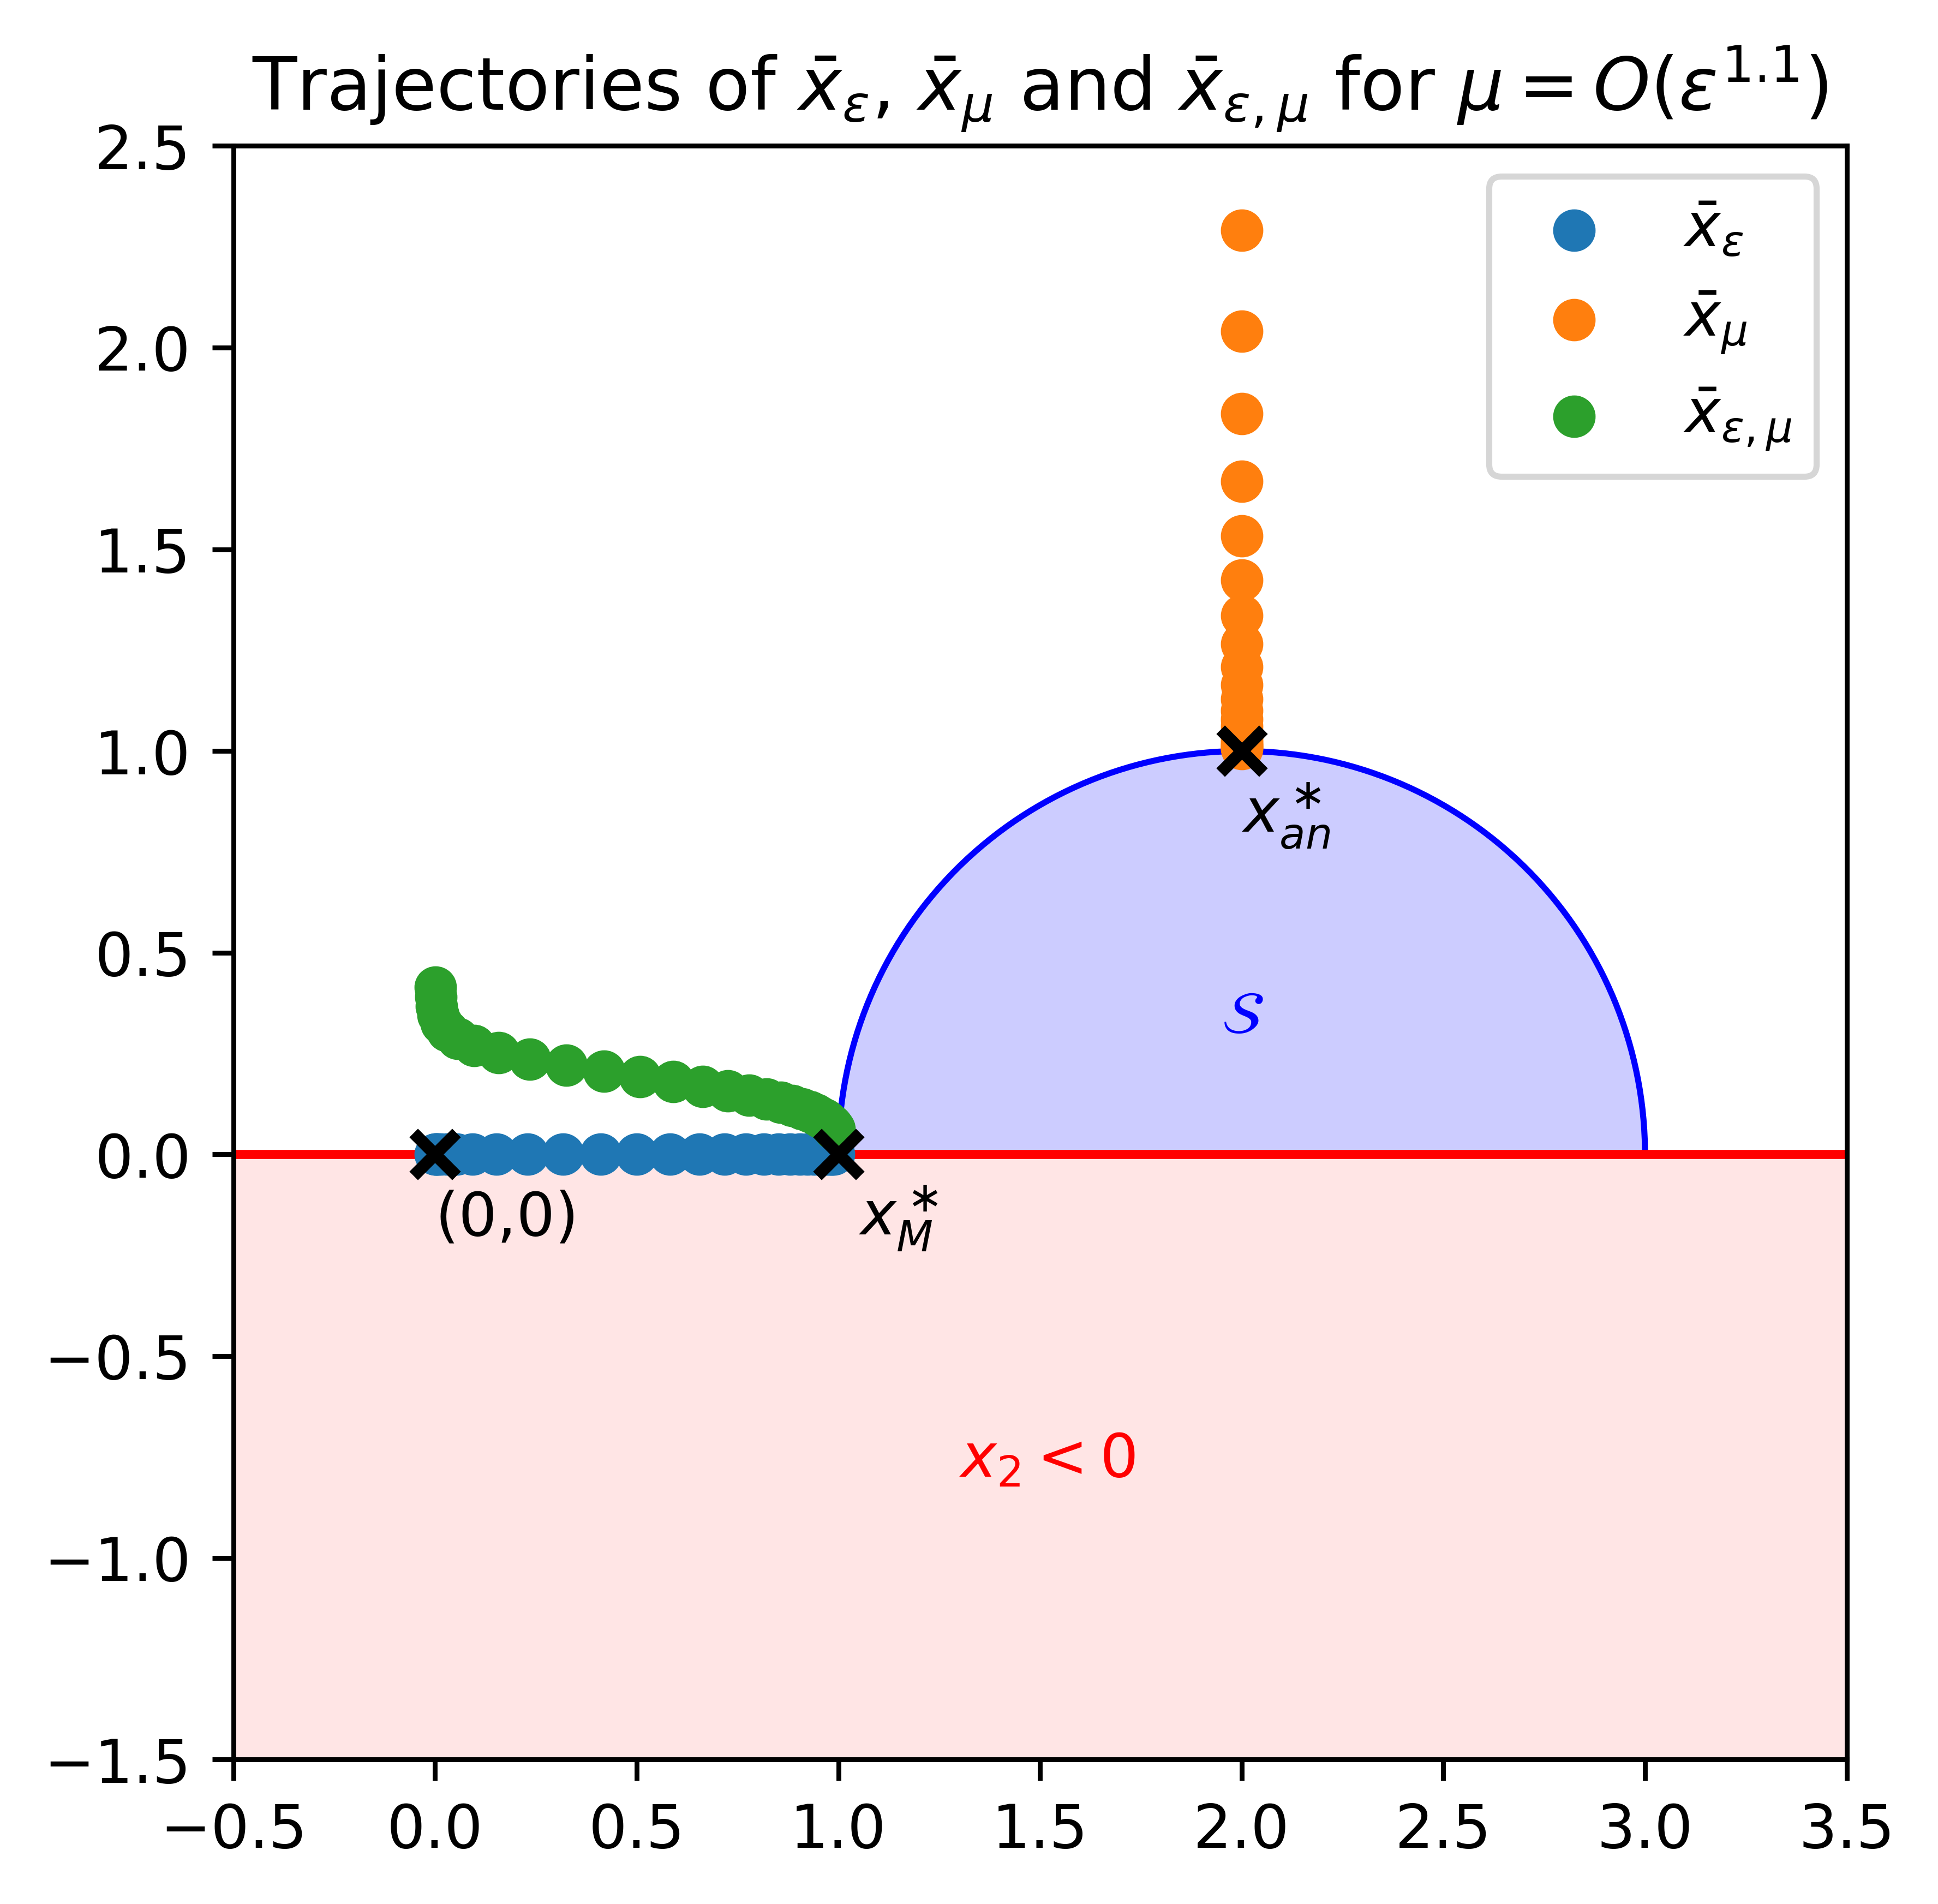 Trajectories of x̄_ε, x̄_μ and x̄_{ε,μ} for μ = O(ε^{1.1})
2.5
2.0
1.5
1.0
0.5
0.0
−0.5
−1.0
−1.5
x̄_ε
x̄_μ
x̄_{ε,μ}
x*_{an}
𝒮
(0,0)
x*_M
x₂ < 0
−0.5 0.0 0.5 1.0 1.5 2.0 2.5 3.0 3.5